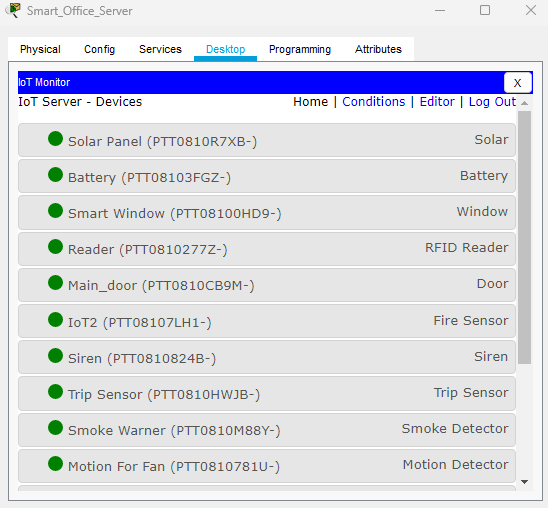 Smart_Office_Server
Physical Config Services Desktop Programming Attributes
IoT Monitor X
IoT Server - Devices Home | Conditions | Editor | Log Out
Solar Panel (PTT0810R7XB-) Solar
Battery (PTT08103FGZ-) Battery
Smart Window (PTT08100HD9-) Window
Reader (PTT0810277Z-) RFID Reader
Main_door (PTT0810CB9M-) Door
IoT2 (PTT08107LH1-) Fire Sensor
Siren (PTT0810824B-) Siren
Trip Sensor (PTT0810HWJB-) Trip Sensor
Smoke Warner (PTT0810M88Y-) Smoke Detector
Motion For Fan (PTT0810781U-) Motion Detector